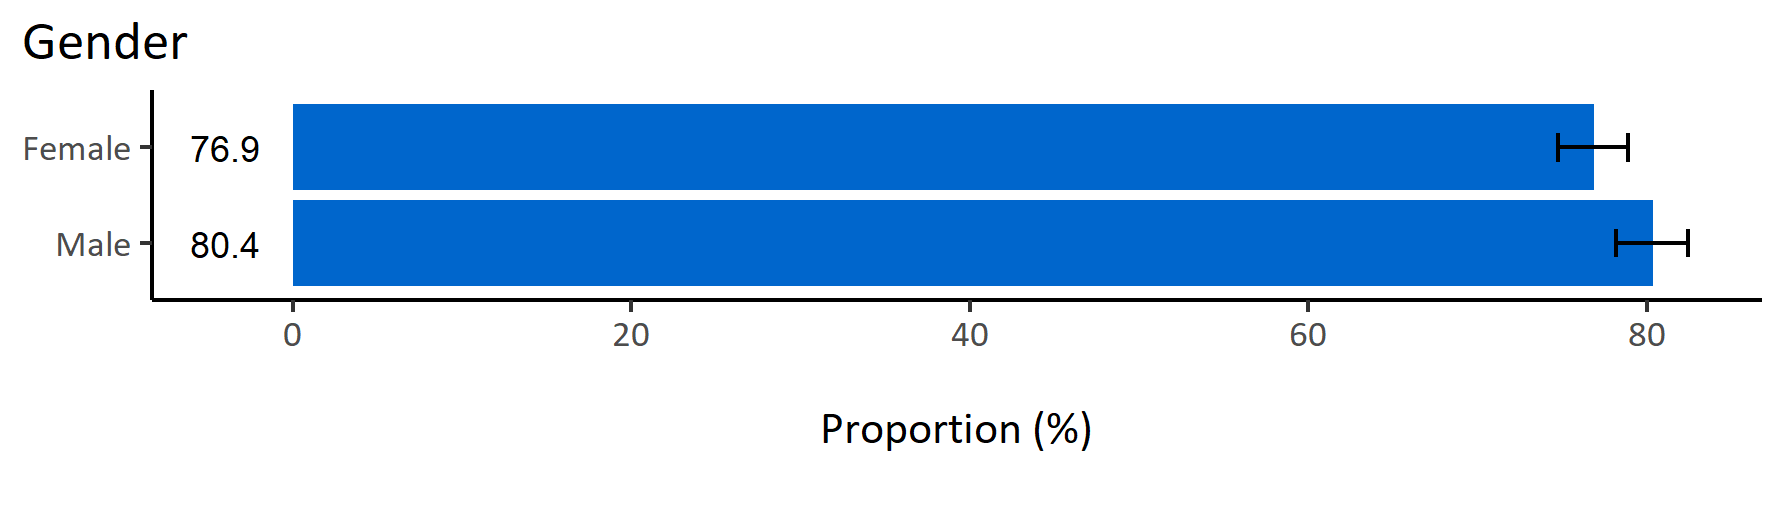 Gender
Female 76.9
Male 80.4
0 20 40 60 80
Proportion (%)